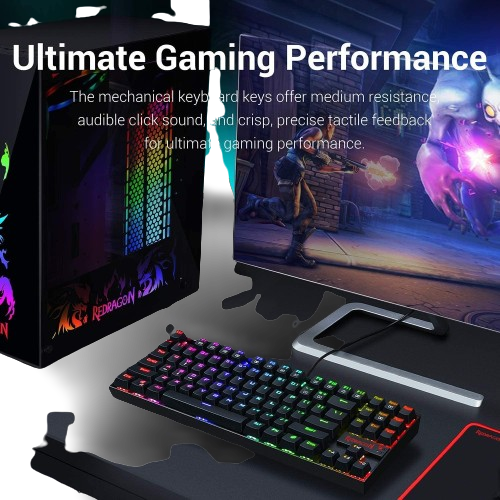 Ultimate Gaming Performance
The mechanical keyboard keys offer medium resistance,
audible click sound, and crisp, precise tactile feedback
for ultimate gaming performance.
REDRAGON